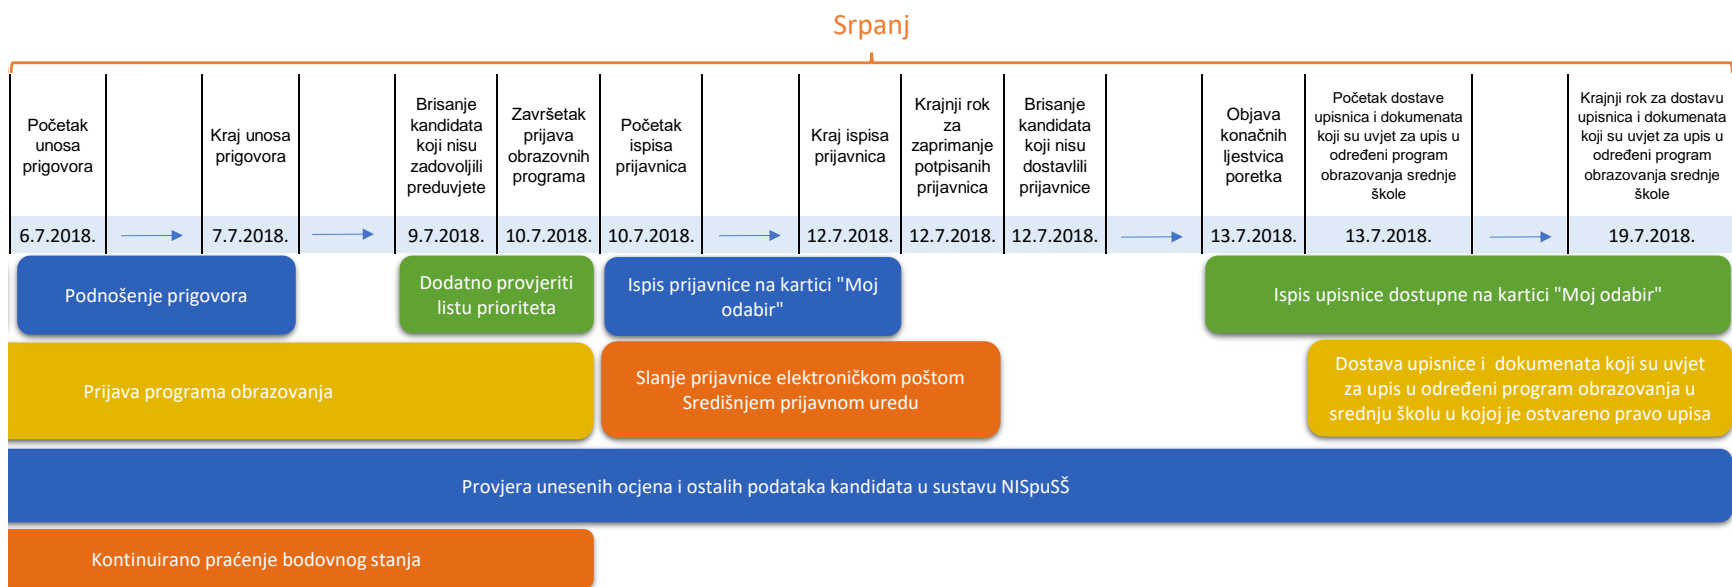 Srpanj
Početak
unosa
prigovora
Kraj unosa
prigovora
Brisanje
kandidata
koji nisu
zadovoljili
preduvjete
Završetak
prijava
obrazovnih
programa
Početak
ispisa
prijavnica
Kraj ispisa
prijavnica
Krajnji rok
za
zaprimanje
potpisanih
prijavnica
Brisanje
kandidata
koji nisu
dostavlili
prijavnice
Objava
konačnih
ljestvica
poretka
Početak dostave
upisnica i dokumenata
koji su uvjet za upis u
određeni program
obrazovanja srednje
škole
Krajnji rok za dostavu
upisnica i dokumenata
koji su uvjet za upis u
određeni program
obrazovanja srednje
škole
6.7.2018.
7.7.2018.
9.7.2018.
10.7.2018.
10.7.2018.
12.7.2018.
12.7.2018.
12.7.2018.
13.7.2018.
13.7.2018.
19.7.2018.
Podnošenje prigovora
Dodatno provjeriti
listu prioriteta
Ispis prijavnice na kartici "Moj
odabir"
Ispis upisnice dostupne na kartici "Moj odabir"
Prijava programa obrazovanja
Slanje prijavnice elektroničkom poštom
Središnjem prijavnom uredu
Dostava upisnice i dokumenata koji su uvjet
za upis u određeni program obrazovanja u
srednju školu u kojoj je ostvareno pravo upisa
Provjera unesenih ocjena i ostalih podataka kandidata u sustavu NISpuSŠ
Kontinuirano praćenje bodovnog stanja